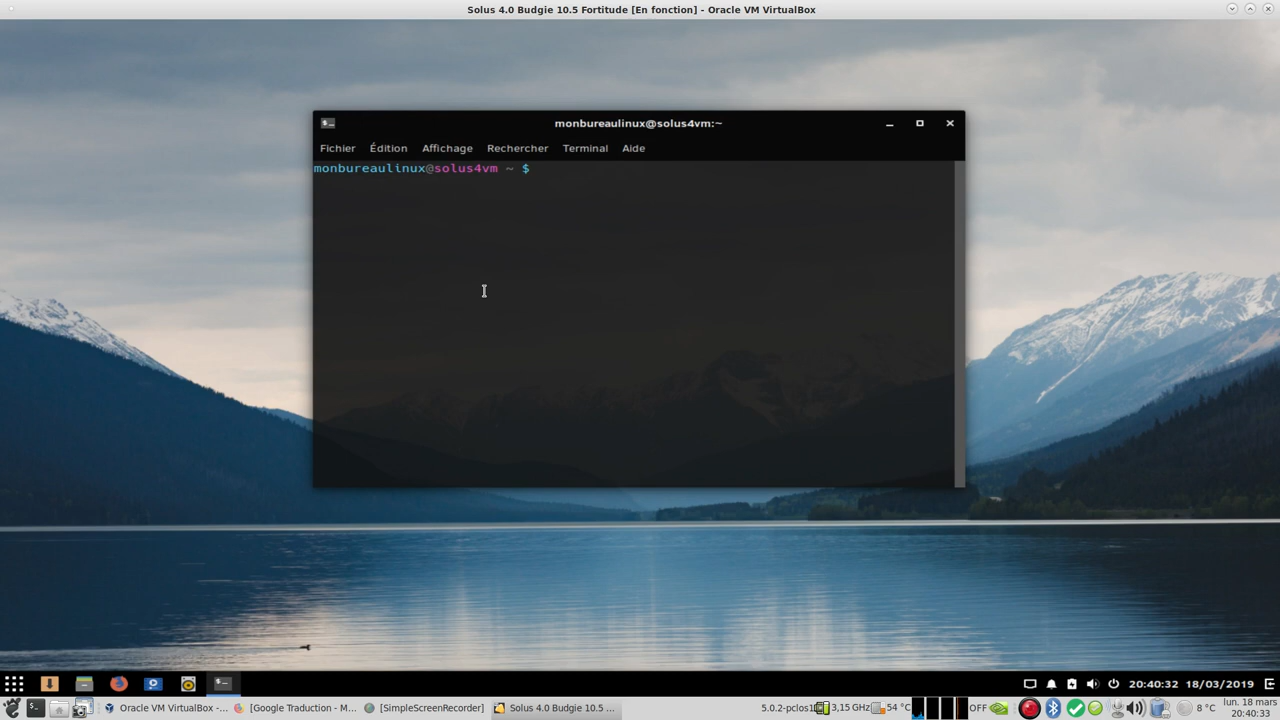 Solus 4.0 Budgie 10.5 Fortitude [En fonction] - Oracle VM VirtualBox
monbureaulinux@solus4vm:~
Fichier Édition Affichage Rechercher Terminal Aide
monbureaulinux@solus4vm ~ $
20:40:32 18/03/2019
Oracle VM VirtualBox -... [Google Traduction - M... [SimpleScreenRecorder] Solus 4.0 Budgie 10.5 ... 5.0.2-pclos 3,15 GHz 54 °C OFF 8 °C lun. 18 mars
20:40:33